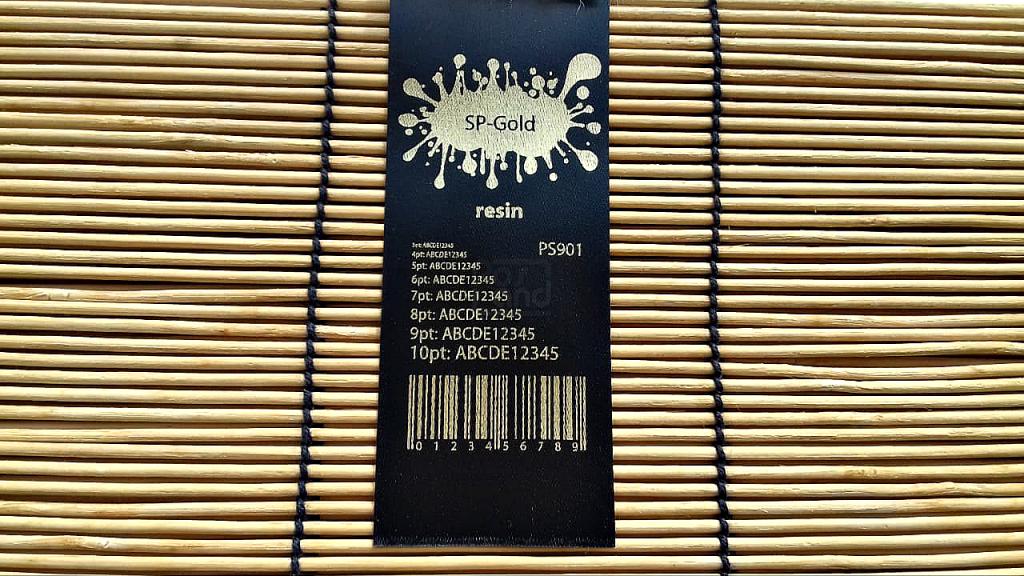 SP-Gold
resin
PS901
3pt: ABCDE12345
4pt: ABCDE12345
5pt: ABCDE12345
6pt: ABCDE12345
7pt: ABCDE12345
8pt: ABCDE12345
9pt: ABCDE12345
10pt: ABCDE12345
0 1 2 3 4 5 6 7 8 9